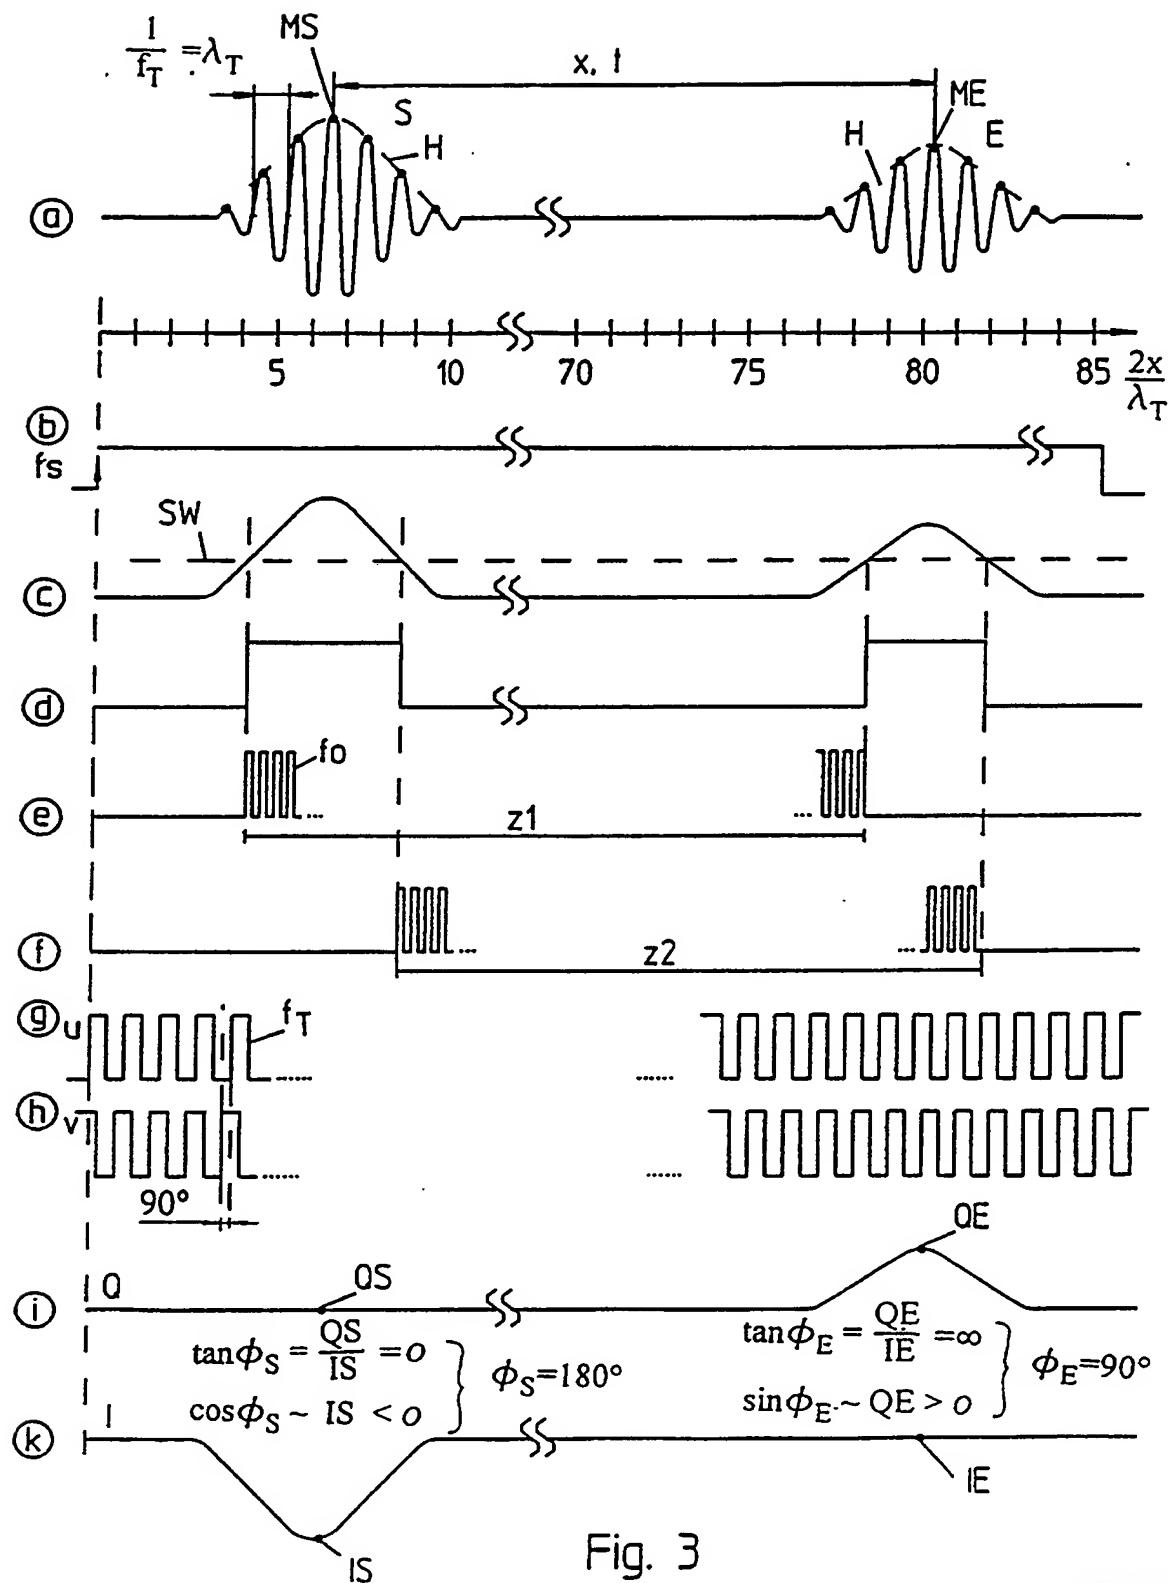 1/f_T = λ_T
MS
x, t
S
H
H
ME
E
ⓐ
5 10 70 75 80 85 2x/λ_T
ⓑ
fs
SW
ⓒ
ⓓ
fo
ⓔ
...
z1
...
ⓕ
....
z2
...
ⓖ u
f_T
......
......
ⓗ v
......
......
90°
QE
Q
QS
ⓘ
tanϕ_S = QS/IS = 0
cosϕ_S ~ IS < 0
} ϕ_S = 180°
tanϕ_E = QE/IE = ∞
sinϕ_E ~ QE > 0
} ϕ_E = 90°
I
ⓚ
IE
IS
Fig. 3